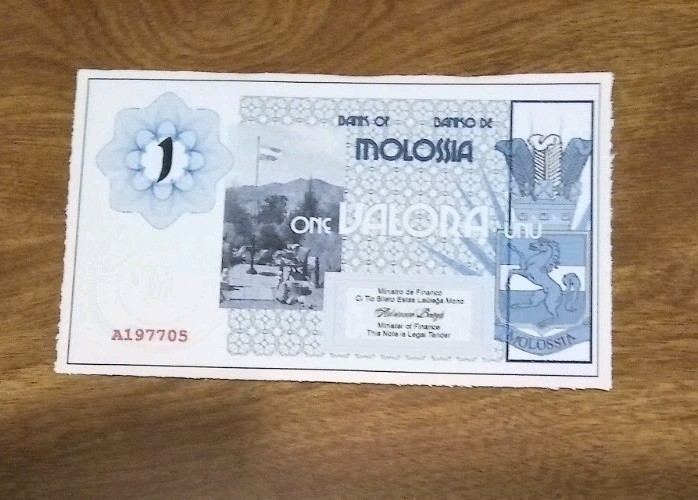 1
BANK OF BANKO DE
MOLOSSIA
ONE VALORA UNU
Ministro de Financo
Ci Tio Bileto Estas Laŭleĝa Mono
Minister of Finance
This Note is Legal Tender
A197705
MOLOSSIA